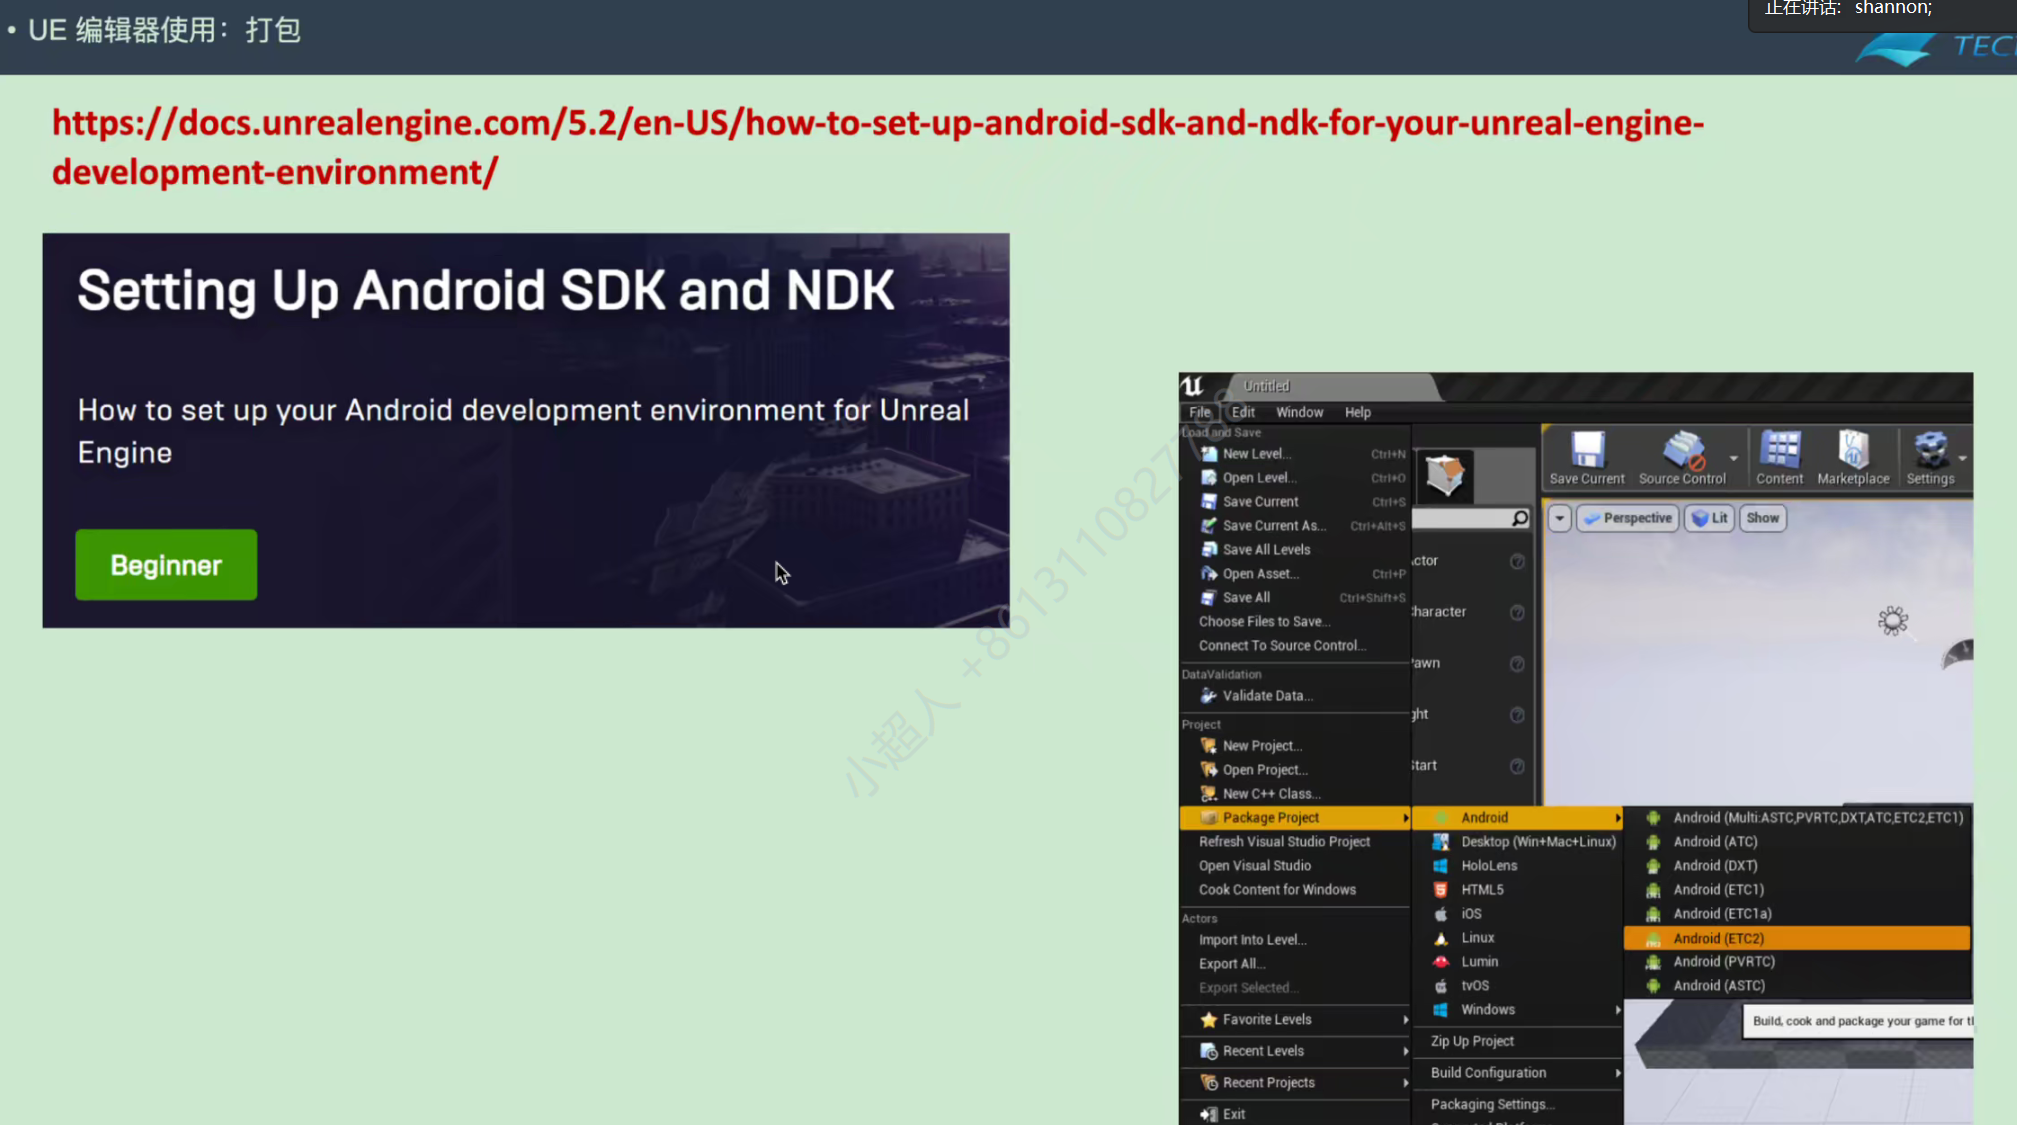 • UE 编辑器使用：打包
正在讲话: shannon;
https://docs.unrealengine.com/5.2/en-US/how-to-set-up-android-sdk-and-ndk-for-your-unreal-engine-
development-environment/
Setting Up Android SDK and NDK
How to set up your Android development environment for Unreal
Engine
Beginner
小超人 +8613110827788
Untitled
File Edit Window Help
Load and Save
New Level... Ctrl+N
Open Level... Ctrl+O
Save Current Ctrl+S
Save Current As... Ctrl+Alt+S
Save All Levels
Open Asset... Ctrl+P
Save All Ctrl+Shift+S
Choose Files to Save...
Connect To Source Control...
DataValidation
Validate Data...
Project
New Project...
Open Project...
New C++ Class...
Package Project
Refresh Visual Studio Project
Open Visual Studio
Cook Content for Windows
Actors
Import Into Level...
Export All...
Export Selected...
Favorite Levels
Recent Levels
Recent Projects
Exit
Save Current Source Control Content Marketplace Settings
Perspective Lit Show
Android
Desktop (Win+Mac+Linux)
HoloLens
HTML5
iOS
Linux
Lumin
tvOS
Windows
Zip Up Project
Build Configuration
Packaging Settings...
Android (Multi:ASTC,PVRTC,DXT,ATC,ETC2,ETC1)
Android (ATC)
Android (DXT)
Android (ETC1)
Android (ETC1a)
Android (ETC2)
Android (PVRTC)
Android (ASTC)
Build, cook and package your game for